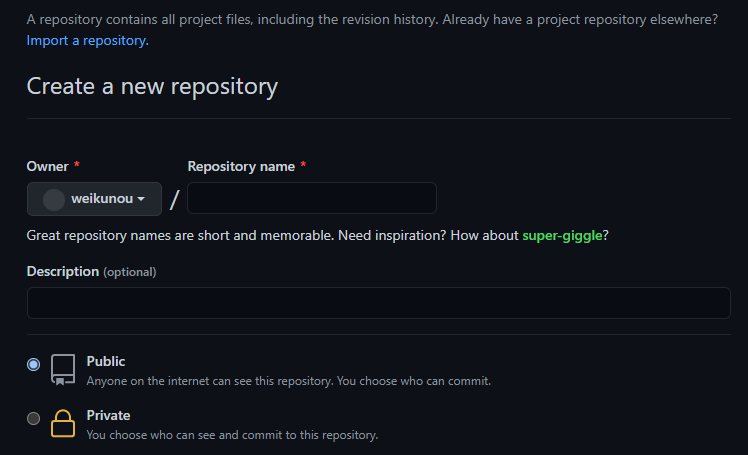 A repository contains all project files, including the revision history. Already have a project repository elsewhere?
Import a repository.
Create a new repository
Owner * Repository name *
weikunou /
Great repository names are short and memorable. Need inspiration? How about super-giggle?
Description (optional)
Public
Anyone on the internet can see this repository. You choose who can commit.
Private
You choose who can see and commit to this repository.